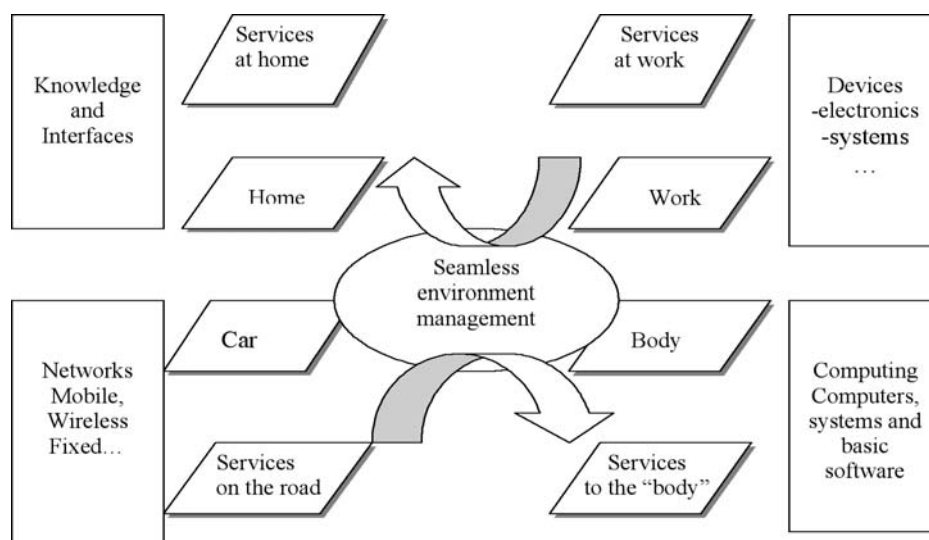 Knowledge
and
Interfaces
Services
at home
Services
at work
Devices
-electronics
-systems
…
Home
Work
Seamless
environment
management
Car
Body
Networks
Mobile,
Wireless
Fixed…
Computing
Computers,
systems and
basic
software
Services
on the road
Services
to the “body”